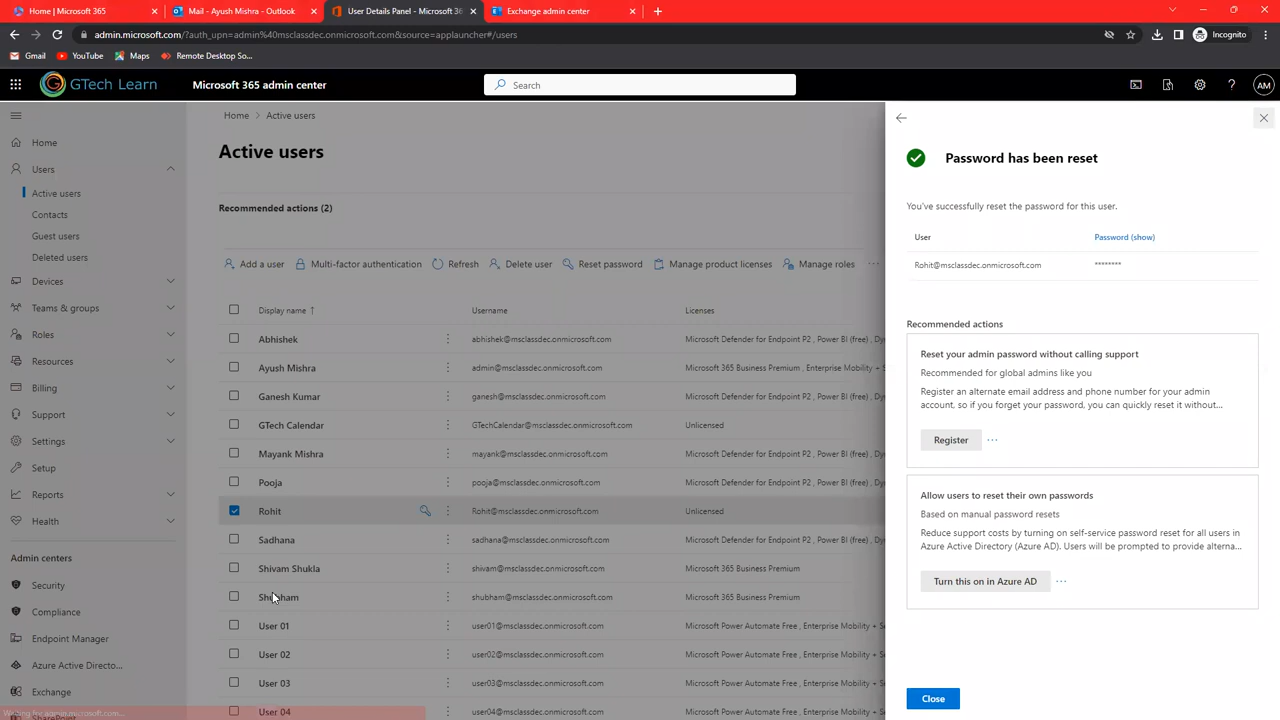 Home | Microsoft 365
Mail - Ayush Mishra - Outlook
User Details Panel - Microsoft 36
Exchange admin center
admin.microsoft.com/?auth_upn=admin%40msclassdec.onmicrosoft.com&source=applauncher#/users
Incognito
Gmail
YouTube
Maps
Remote Desktop So...
GTech Learn
Microsoft 365 admin center
Search
AM
Home
Users
Active users
Contacts
Guest users
Deleted users
Devices
Teams & groups
Roles
Resources
Billing
Support
Settings
Setup
Reports
Health
Admin centers
Security
Compliance
Endpoint Manager
Azure Active Directo...
Exchange
SharePoint
Waiting for admin.microsoft.com...
Home > Active users
Active users
Recommended actions (2)
Add a user
Multi-factor authentication
Refresh
Delete user
Reset password
Manage product licenses
Manage roles
...
Display name ↑ Username Licenses
Abhishek abhishek@msclassdec.onmicrosoft.com Microsoft Defender for Endpoint P2 , Power BI (free) , Dy
Ayush Mishra admin@msclassdec.onmicrosoft.com Microsoft 365 Business Premium , Enterprise Mobility + S
Ganesh Kumar ganesh@msclassdec.onmicrosoft.com Microsoft Defender for Endpoint P2 , Power BI (free) , Dy
GTech Calendar GTechCalendar@msclassdec.onmicrosoft.com Unlicensed
Mayank Mishra mayank@msclassdec.onmicrosoft.com Microsoft Defender for Endpoint P2 , Power BI (free) , Dy
Pooja pooja@msclassdec.onmicrosoft.com Microsoft Defender for Endpoint P2 , Power BI (free) , Dy
Rohit Rohit@msclassdec.onmicrosoft.com Unlicensed
Sadhana sadhana@msclassdec.onmicrosoft.com Microsoft Defender for Endpoint P2 , Power BI (free) , Dy
Shivam Shukla shivam@msclassdec.onmicrosoft.com Microsoft 365 Business Premium
Shubham shubham@msclassdec.onmicrosoft.com Microsoft 365 Business Premium
User 01 user01@msclassdec.onmicrosoft.com Microsoft Power Automate Free , Enterprise Mobility + Se
User 02 user02@msclassdec.onmicrosoft.com Microsoft Power Automate Free , Enterprise Mobility + Se
User 03 user03@msclassdec.onmicrosoft.com Microsoft Power Automate Free , Enterprise Mobility + Se
User 04 user04@msclassdec.onmicrosoft.com Microsoft Power Automate Free , Enterprise Mobility + Se
Password has been reset
You've successfully reset the password for this user.
User Password (show)
Rohit@msclassdec.onmicrosoft.com ********
Recommended actions
Reset your admin password without calling support
Recommended for global admins like you
Register an alternate email address and phone number for your admin
account, so if you forget your password, you can quickly reset it without...
Register ...
Allow users to reset their own passwords
Based on manual password resets
Reduce support costs by turning on self-service password reset for all users in
Azure Active Directory (Azure AD). Users will be prompted to provide alterna...
Turn this on in Azure AD ...
Close